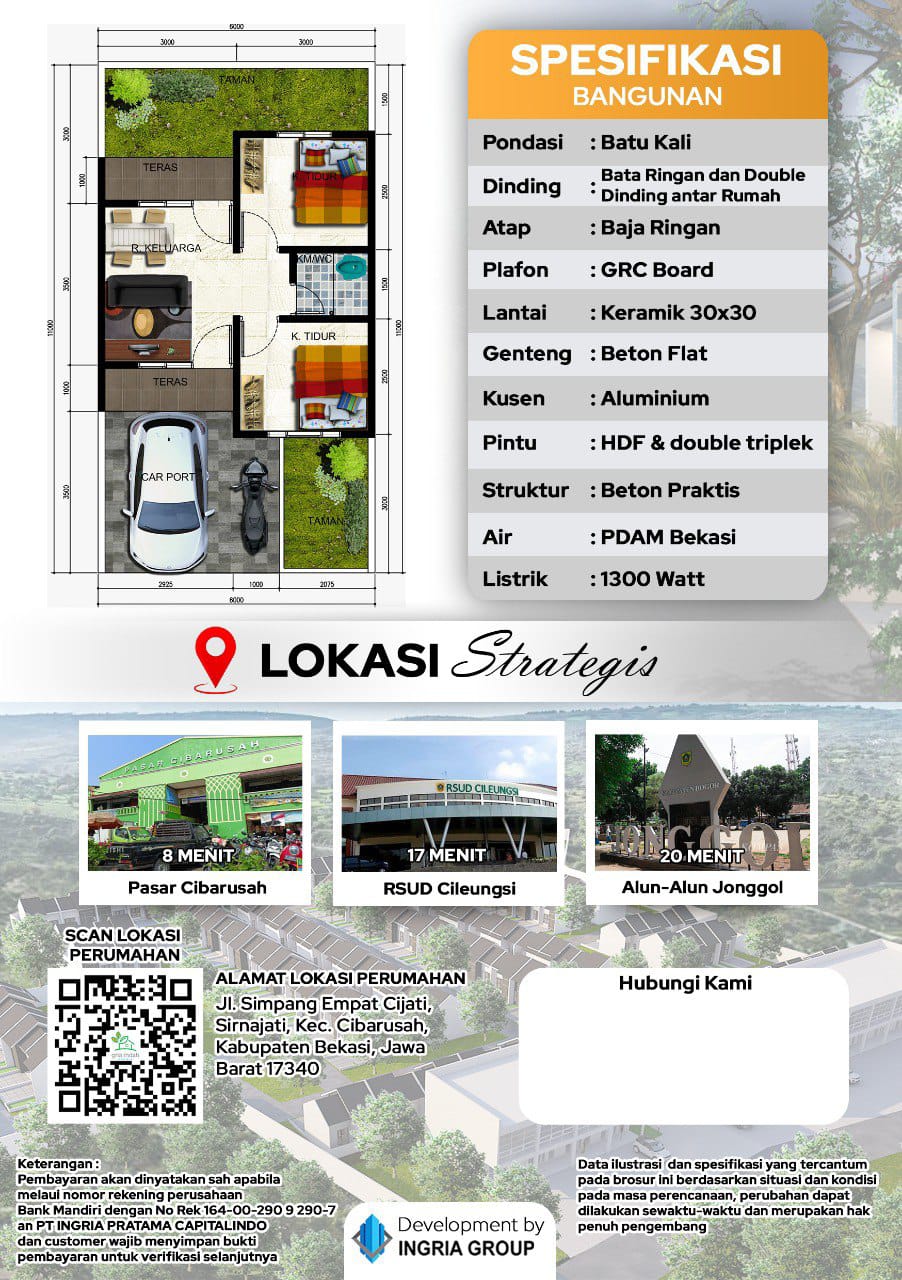 6000
3000
3000
TAMAN
3000
1500
TERAS
1000
K. TIDUR
2500
R. KELUARGA
KM/WC
3500
1500
11000
11000
K. TIDUR
2500
TERAS
1000
CAR PORT
3500
TAMAN
3000
2925
1000
2075
6000
SPESIFIKASI
BANGUNAN
Pondasi : Batu Kali
Dinding : Bata Ringan dan Double
Dinding antar Rumah
Atap : Baja Ringan
Plafon : GRC Board
Lantai : Keramik 30x30
Genteng : Beton Flat
Kusen : Aluminium
Pintu : HDF & double triplek
Struktur : Beton Praktis
Air : PDAM Bekasi
Listrik : 1300 Watt
LOKASI Strategis
PASAR CIBARUSAH
8 MENIT
Pasar Cibarusah
RSUD CILEUNGSI
17 MENIT
RSUD Cileungsi
JONGGOL
20 MENIT
Alun-Alun Jonggol
SCAN LOKASI
PERUMAHAN
ALAMAT LOKASI PERUMAHAN
Jl. Simpang Empat Cijati,
Sirnajati, Kec. Cibarusah,
Kabupaten Bekasi, Jawa
Barat 17340
Hubungi Kami
Keterangan :
Pembayaran akan dinyatakan sah apabila
melaui nomor rekening perusahaan
Bank Mandiri dengan No Rek 164-00-290 9 290-7
an PT INGRIA PRATAMA CAPITALINDO
dan customer wajib menyimpan bukti
pembayaran untuk verifikasi selanjutnya
Development by
INGRIA GROUP
Data ilustrasi dan spesifikasi yang tercantum
pada brosur ini berdasarkan situasi dan kondisi
pada masa perencanaan, perubahan dapat
dilakukan sewaktu-waktu dan merupakan hak
penuh pengembang